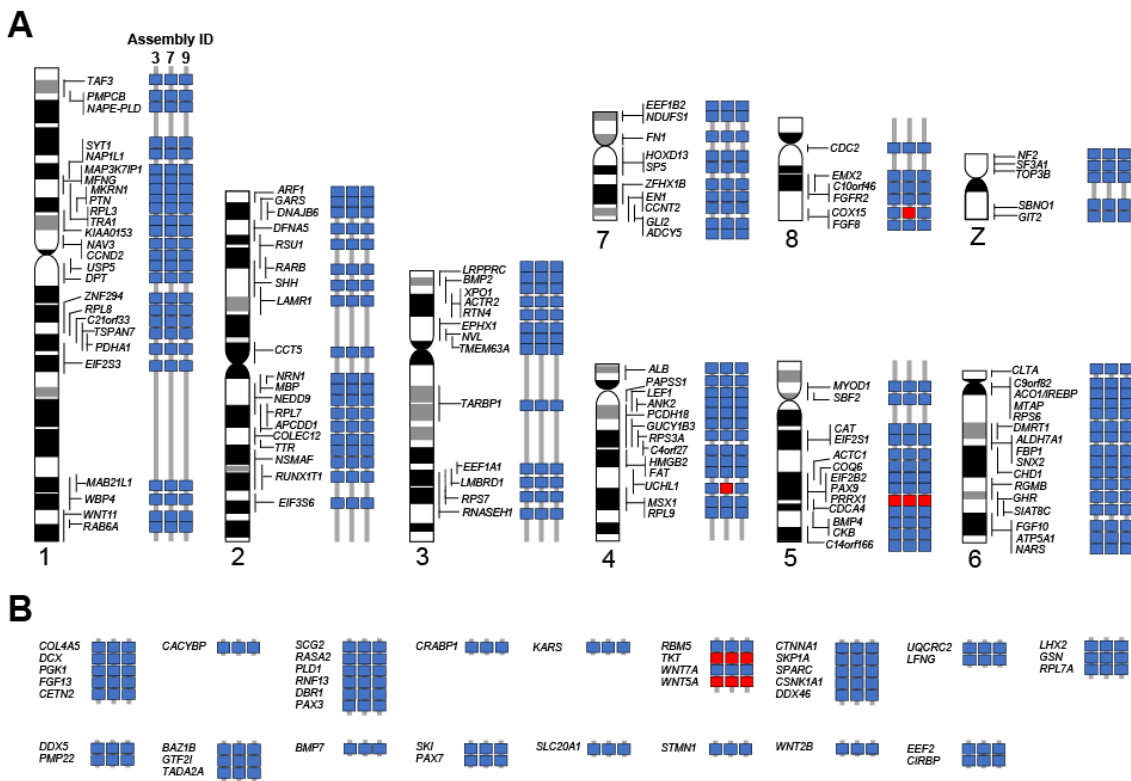 A
Assembly ID
3 7 9
TAF3
PMPCB
NAPE-PLD
SYT1
NAP1L1
MAP3K7IP1
MFNG
MKRN1
PTN
RPL3
TRA1
KIAA0153
NAV3
CCND2
USP5
DPT
ZNF294
RPL8
C21orf33
TSPAN7
PDHA1
EIF2S3
MAB21L1
WBP4
WNT11
RAB6A
1
ARF1
GARS
DNAJB6
DFNA5
RSU1
RARB
SHH
LAMR1
CCT5
NRN1
MBP
NEDD9
RPL7
APCDD1
COLEC12
TTR
NSMAF
RUNX1T1
EIF3S6
2
LRPPRC
BMP2
XPO1
ACTR2
RTN4
EPHX1
NVL
TMEM63A
TARBP1
EEF1A1
LMBRD1
RPS7
RNASEH1
3
EEF1B2
NDUFS1
FN1
HOXD13
SP5
ZFHX1B
EN1
CCNT2
GLI2
ADCY5
7
CDC2
EMX2
C10orf46
FGFR2
COX15
FGF8
8
NF2
SF3A1
TOP3B
SBNO1
GIT2
Z
ALB
PAPSS1
LEF1
ANK2
PCDH18
GUCY1B3
RPS3A
C4orf27
HMGB2
FAT
UCHL1
MSX1
RPL9
4
MYOD1
SBF2
CAT
EIF2S1
ACTC1
COQ6
EIF2B2
PAX9
PRRX1
CDCA4
BMP4
CKB
C14orf166
5
CLTA
C9orf82
ACO1/IREBP
MTAP
RPS6
DMRT1
ALDH7A1
FBP1
SNX2
CHD1
RGMB
GHR
SIAT8C
FGF10
ATP5A1
NARS
6
B
COL4A5
DCX
PGK1
FGF13
CETN2
CACYBP
SCG2
RASA2
PLD1
RNF13
DBR1
PAX3
CRABP1
KARS
RBM5
TKT
WNT7A
WNT5A
CTNNA1
SKP1A
SPARC
CSNK1A1
DDX46
UQCRC2
LFNG
LHX2
GSN
RPL7A
DDX5
PMP22
BAZ1B
GTF2I
TADA2A
BMP7
SKI
PAX7
SLC20A1
STMN1
WNT2B
EEF2
CIRBP